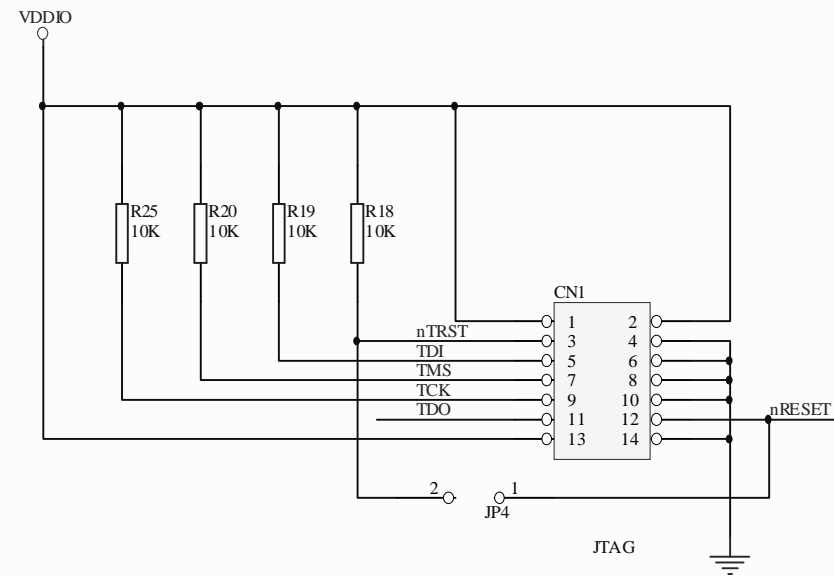 VDDIO
R25
10K
R20
10K
R19
10K
R18
10K
CN1
1 2
nTRST 3 4
TDI 5 6
TMS 7 8
TCK 9 10
TDO 11 12 nRESET
13 14
2 1
JP4
JTAG